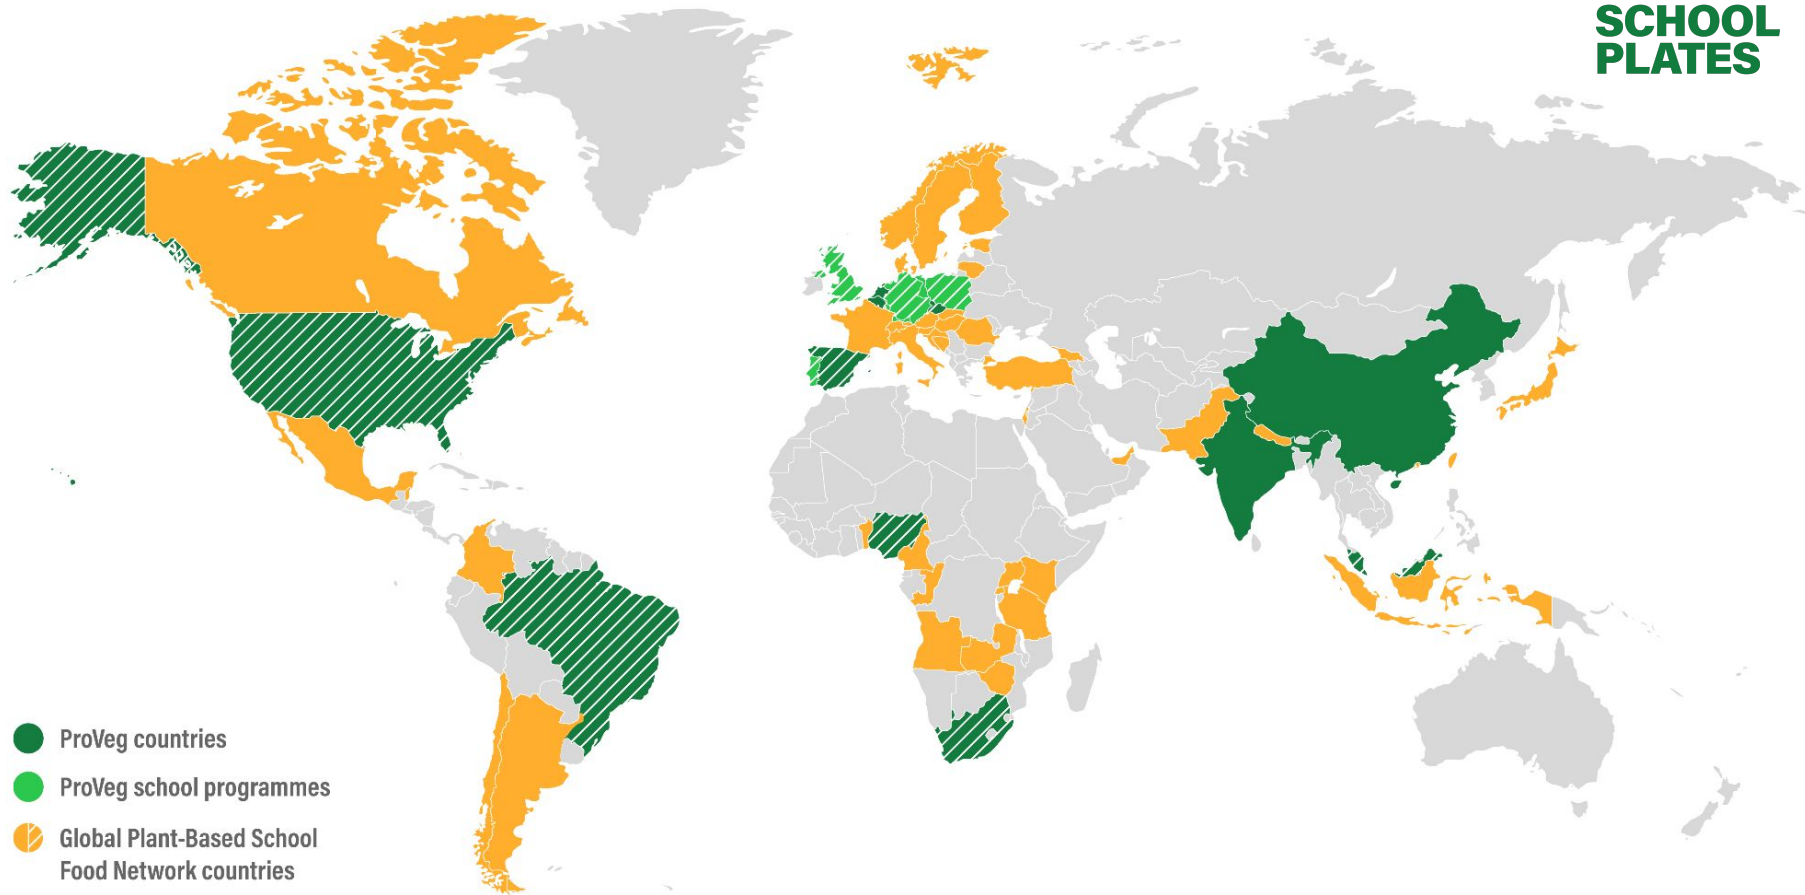 SCHOOL
PLATES
ProVeg countries
ProVeg school programmes
Global Plant-Based School
Food Network countries